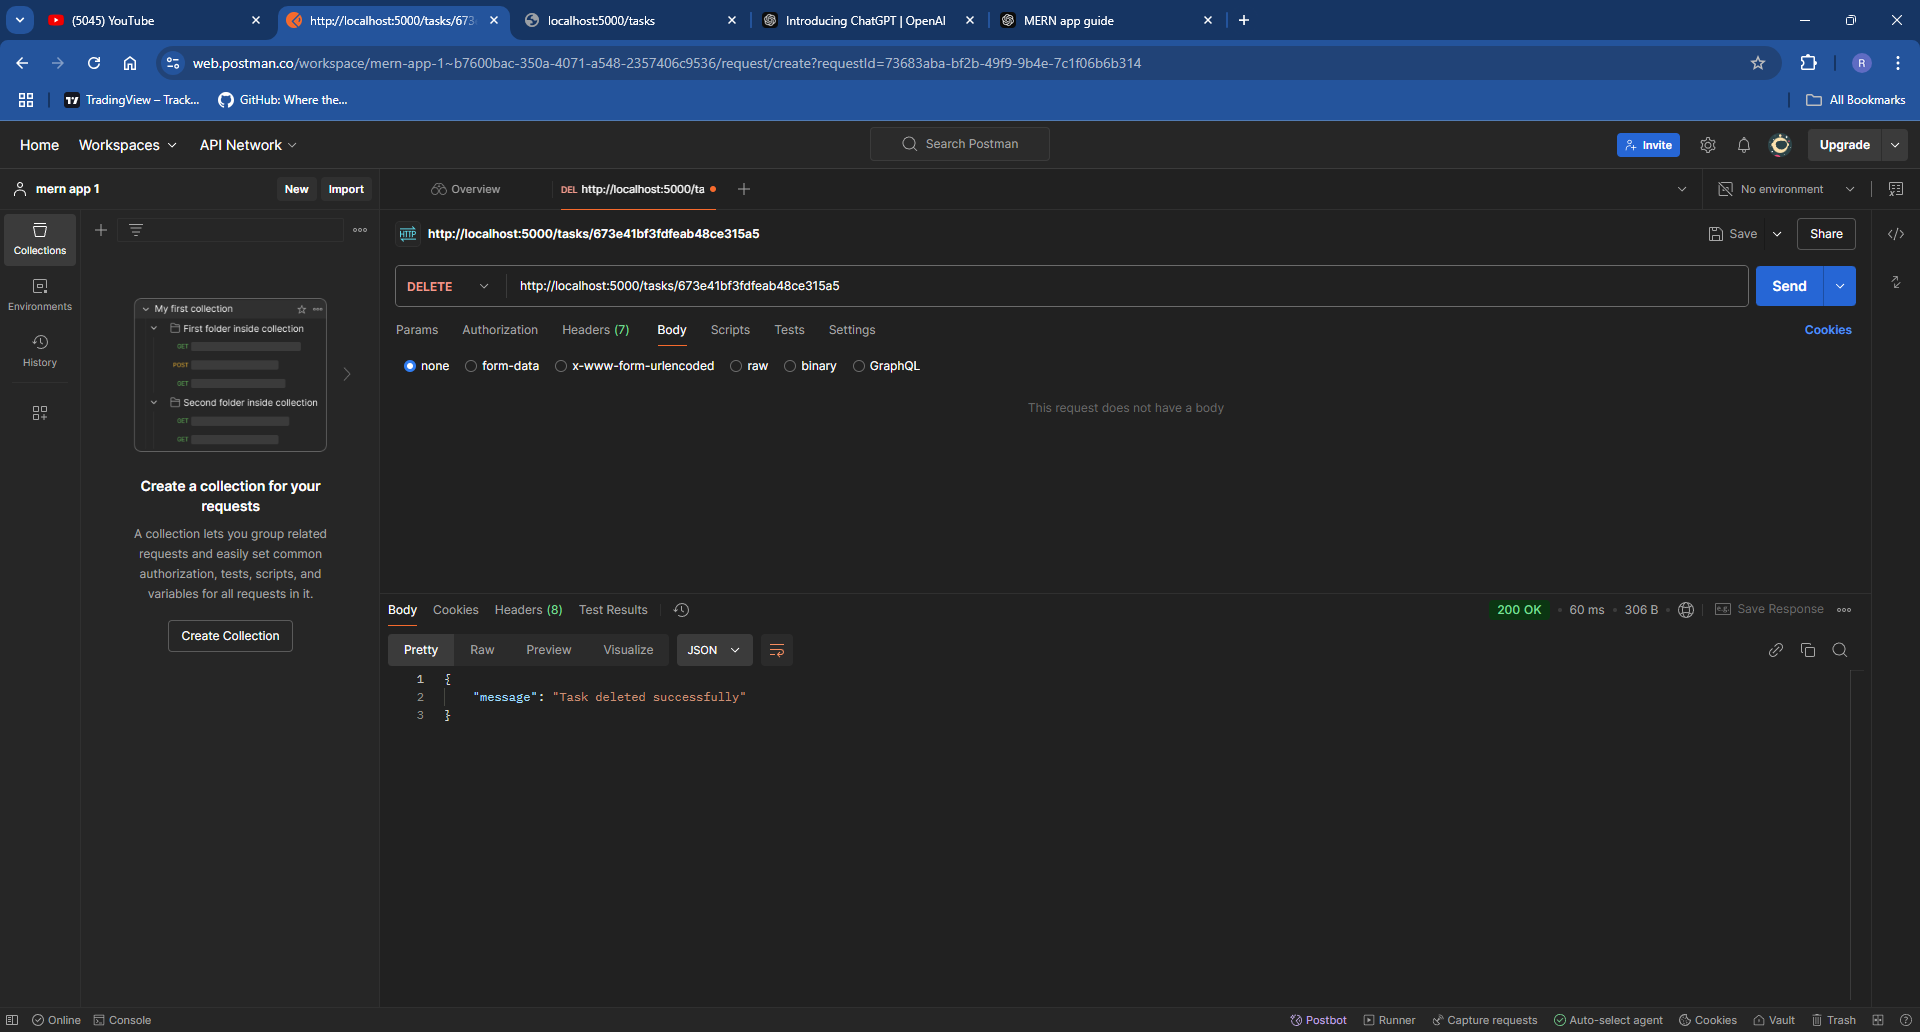 (5045) YouTube
http://localhost:5000/tasks/673
localhost:5000/tasks
Introducing ChatGPT | OpenAI
MERN app guide
web.postman.co/workspace/mern-app-1~b7600bac-350a-4071-a548-2357406c9536/request/create?requestId=73683aba-bf2b-49f9-9b4e-7c1f06b6b314
R
TradingView – Track...
GitHub: Where the...
All Bookmarks
Home
Workspaces
API Network
Search Postman
Invite
Upgrade
mern app 1
New
Import
Overview
DEL http://localhost:5000/ta
No environment
Collections
Environments
History
My first collection
First folder inside collection
GET
POST
GET
Second folder inside collection
GET
GET
Create a collection for your
requests
A collection lets you group related
requests and easily set common
authorization, tests, scripts, and
variables for all requests in it.
Create Collection
HTTP
http://localhost:5000/tasks/673e41bf3fdfeab48ce315a5
Save
Share
DELETE
http://localhost:5000/tasks/673e41bf3fdfeab48ce315a5
Send
Params
Authorization
Headers (7)
Body
Scripts
Tests
Settings
Cookies
none
form-data
x-www-form-urlencoded
raw
binary
GraphQL
This request does not have a body
Body
Cookies
Headers (8)
Test Results
200 OK
60 ms
306 B
e.g.
Save Response
Pretty
Raw
Preview
Visualize
JSON
1 {
2 "message": "Task deleted successfully"
3 }
Online
Console
Postbot
Runner
Capture requests
Auto-select agent
Cookies
Vault
Trash